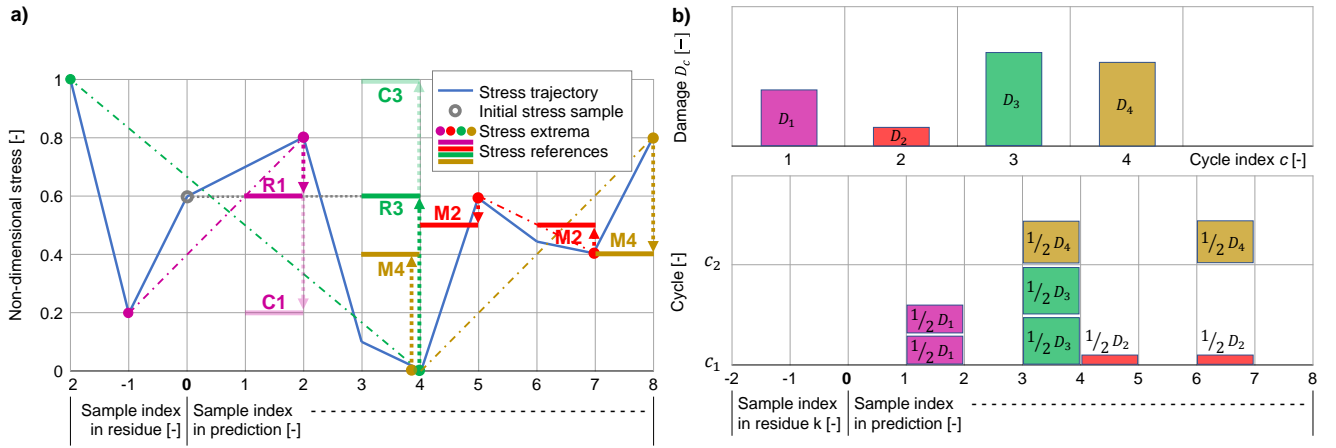 a)
Non-dimensional stress [-]
1
0.8
0.6
0.4
0.2
0
C3
R1
R3
M4
C1
M2
M2
M4
Stress trajectory
Initial stress sample
Stress extrema
Stress references
2 -1 0 1 2 3 4 5 6 7 8
Sample index
in residue [-]
Sample index
in prediction [-]
b)
Damage D_c [−]
D_1
D_2
D_3
D_4
1 2 3 4 Cycle index c [-]
Cycle [-]
c_2
c_1
1/2 D_4
1/2 D_4
1/2 D_3
1/2 D_1
1/2 D_1
1/2 D_3
1/2 D_2
1/2 D_2
-2 -1 0 1 2 3 4 5 6 7 8
Sample index
in residue k [-]
Sample index
in prediction [-]